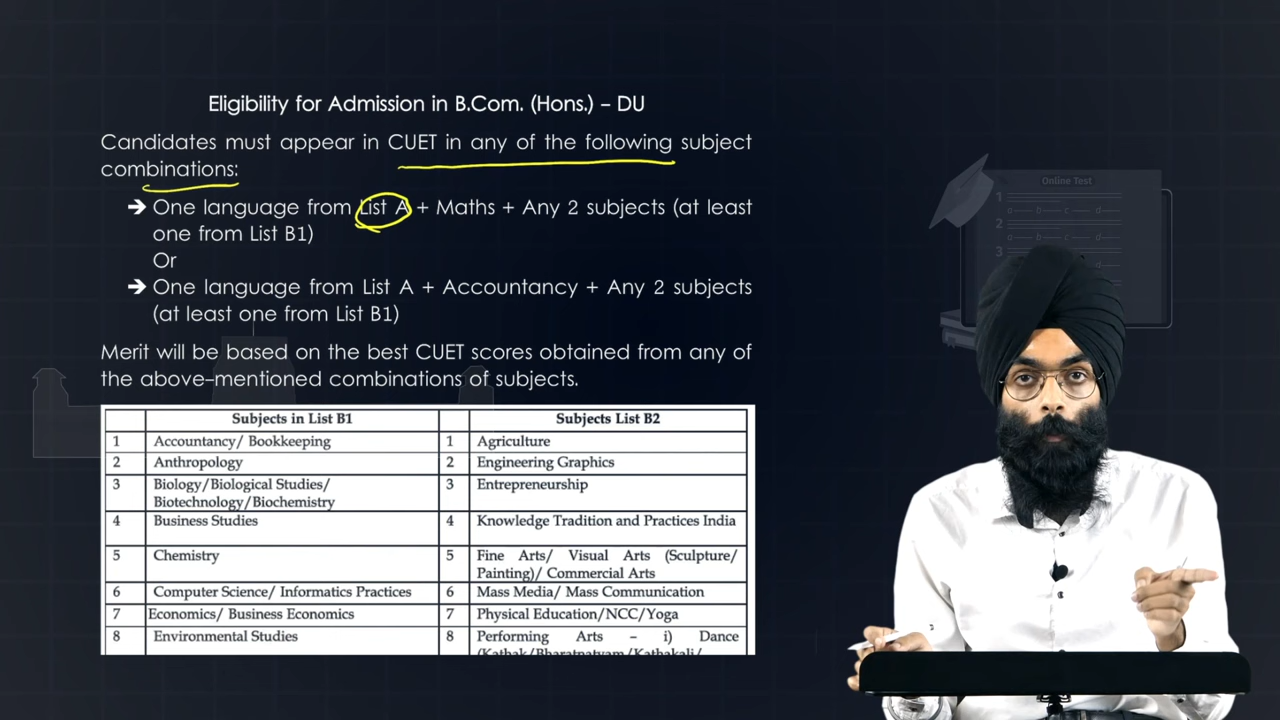 Eligibility for Admission in B.Com. (Hons.) – DU
Candidates must appear in CUET in any of the following subject
combinations:
➔ One language from List A + Maths + Any 2 subjects (at least
one from List B1)
Or
➔ One language from List A + Accountancy + Any 2 subjects
(at least one from List B1)
Merit will be based on the best CUET scores obtained from any of
the above–mentioned combinations of subjects.
Subjects in List B1 Subjects List B2
1 Accountancy/ Bookkeeping 1 Agriculture
2 Anthropology 2 Engineering Graphics
3 Biology/Biological Studies/ 3 Entrepreneurship
Biotechnology/Biochemistry
4 Business Studies 4 Knowledge Tradition and Practices India
5 Chemistry 5 Fine Arts/ Visual Arts (Sculpture/
Painting)/ Commercial Arts
6 Computer Science/ Informatics Practices 6 Mass Media/ Mass Communication
7 Economics/ Business Economics 7 Physical Education/NCC/Yoga
8 Environmental Studies 8 Performing Arts – i) Dance
(Kathak/Bharatnatyam/Kathakali/
Online Test
1
a b c d
2
a b c d
3
d